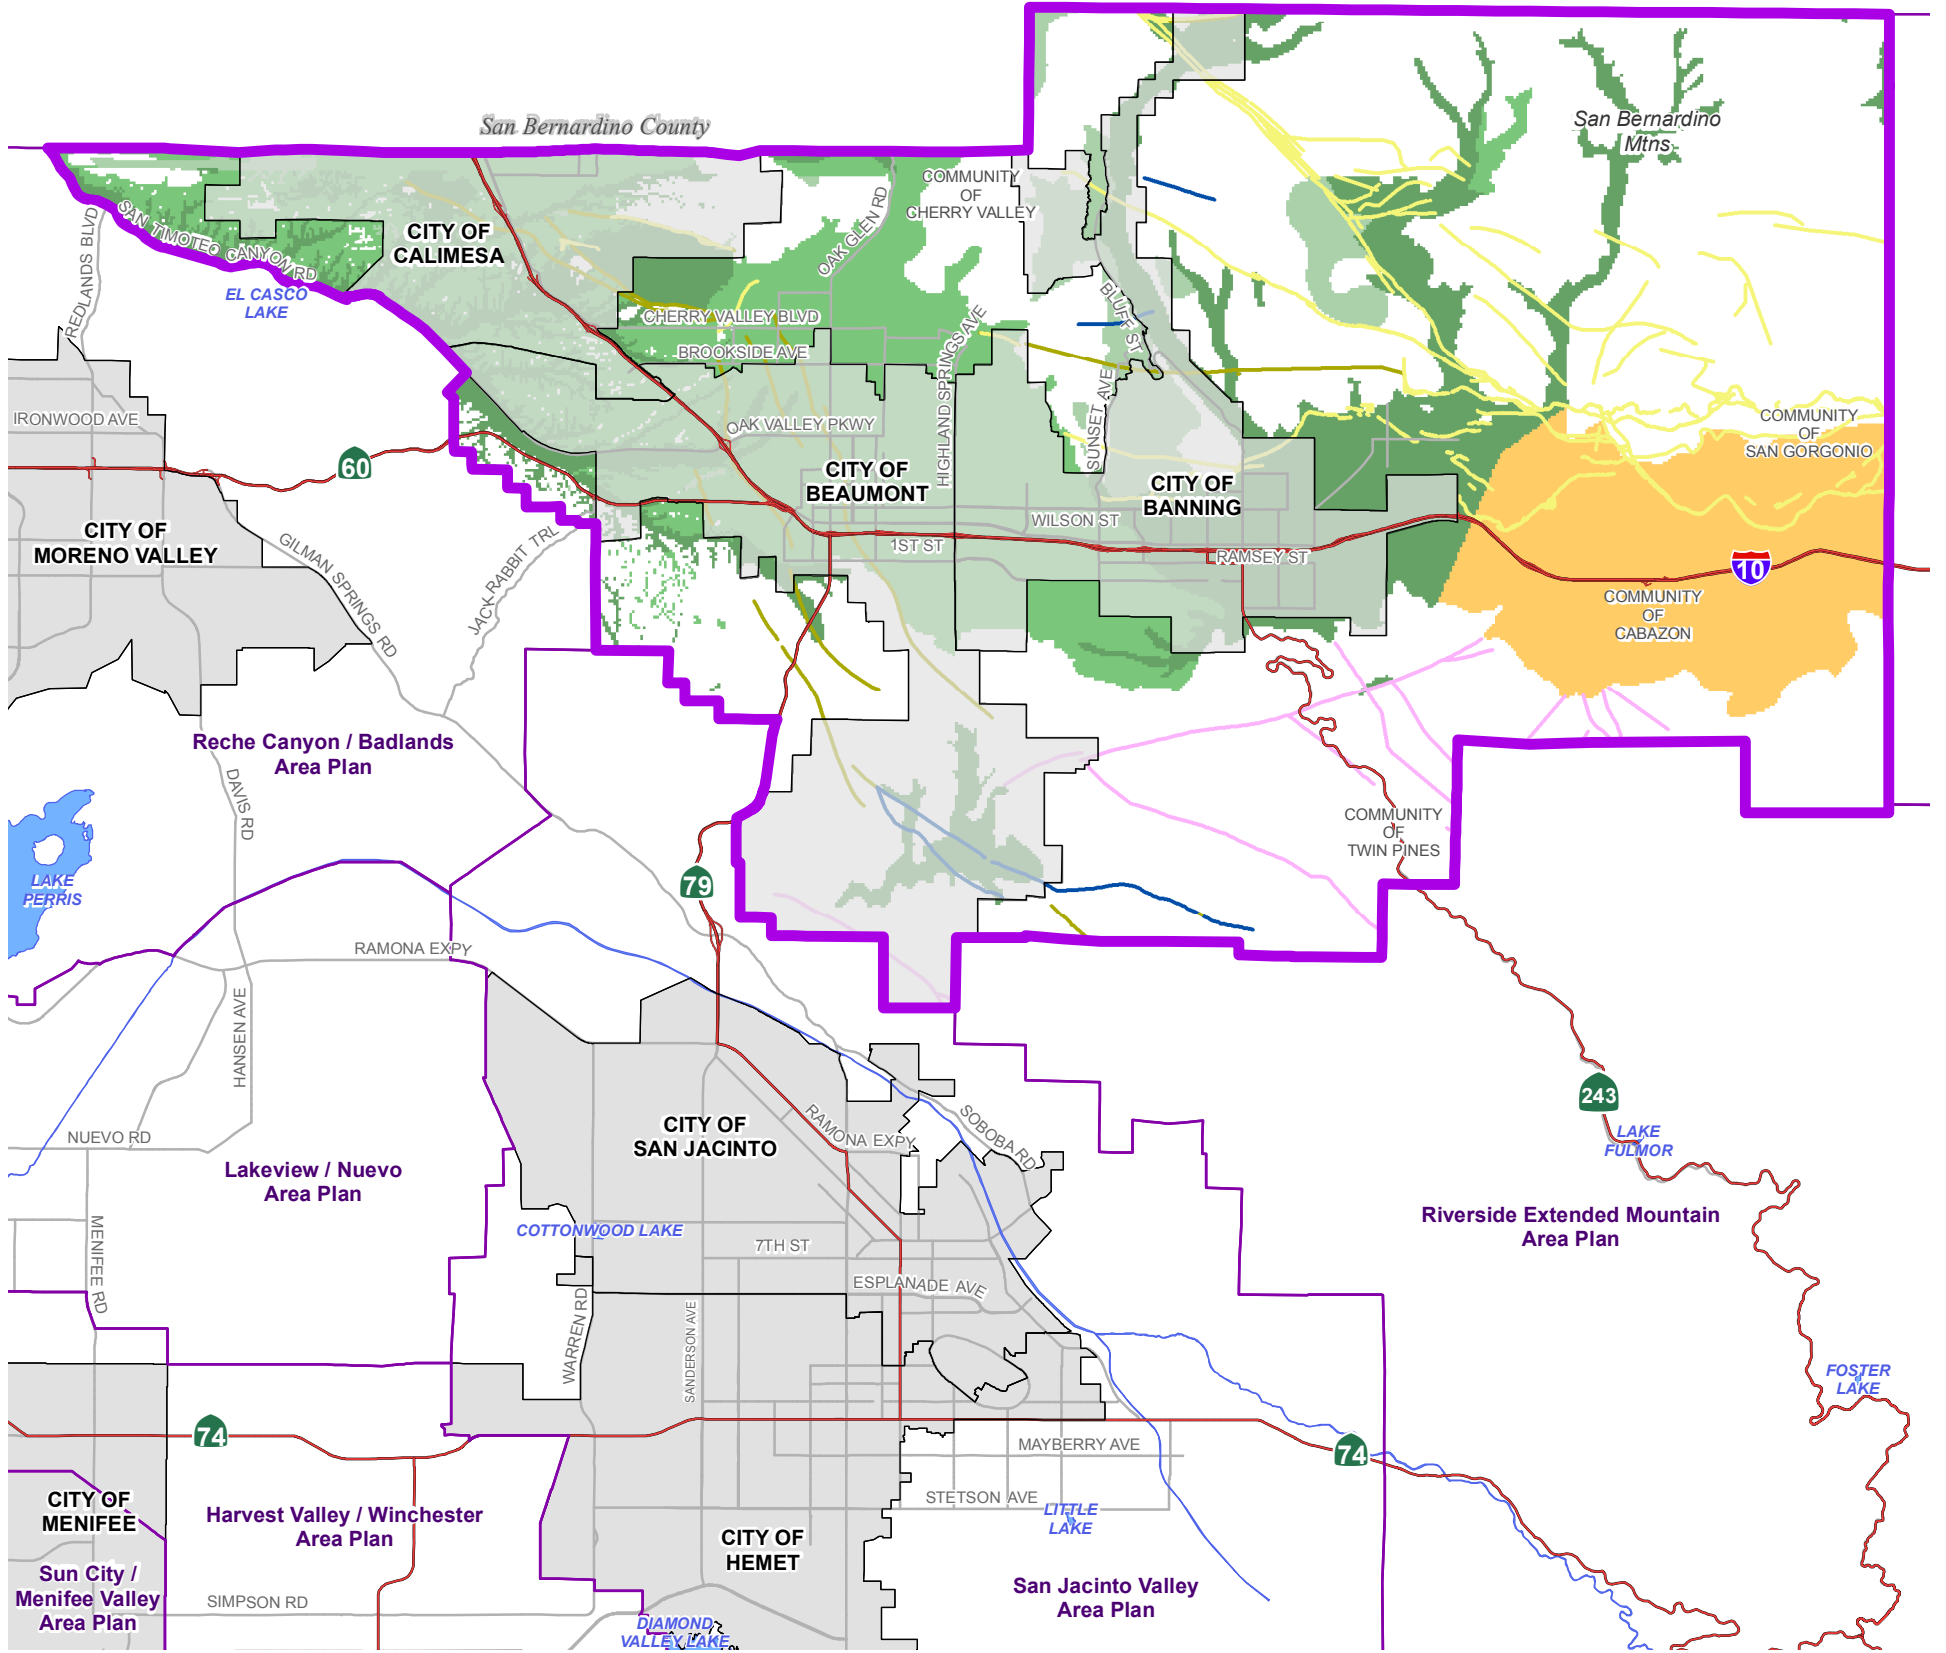 San Bernardino County
San Bernardino
Mtns
COMMUNITY
OF
CHERRY VALLEY
CITY OF
CALIMESA
OAK GLEN RD
REDLANDS BLVD
SAN TIMOTEO CANYON RD
EL CASCO
LAKE
CHERRY VALLEY BLVD
BROOKSIDE AVE
HIGHLAND SPRINGS AVE
BLUFF ST
SUNSET AVE
IRONWOOD AVE
60
OAK VALLEY PKWY
CITY OF
BEAUMONT
CITY OF
BANNING
COMMUNITY
OF
SAN GORGONIO
CITY OF
MORENO VALLEY
GILMAN SPRINGS RD
JACK RABBIT TRL
WILSON ST
1ST ST
RAMSEY ST
10
COMMUNITY
OF
CABAZON
Reche Canyon / Badlands
Area Plan
DAVIS RD
COMMUNITY
OF
TWIN PINES
LAKE
PERRIS
79
RAMONA EXPY
HANSEN AVE
243
NUEVO RD
CITY OF
SAN JACINTO
RAMONA EXPY
SOBOBA RD
LAKE
FULMOR
Lakeview / Nuevo
Area Plan
MENIFEE RD
COTTONWOOD LAKE
7TH ST
ESPLANADE AVE
Riverside Extended Mountain
Area Plan
WARREN RD
SANDERSON AVE
FOSTER
LAKE
74
74
MAYBERRY AVE
STETSON AVE
LITTLE
LAKE
CITY OF
MENIFEE
Harvest Valley / Winchester
Area Plan
CITY OF
HEMET
Sun City /
Menifee Valley
Area Plan
SIMPSON RD
San Jacinto Valley
Area Plan
DIAMOND
VALLEY LAKE